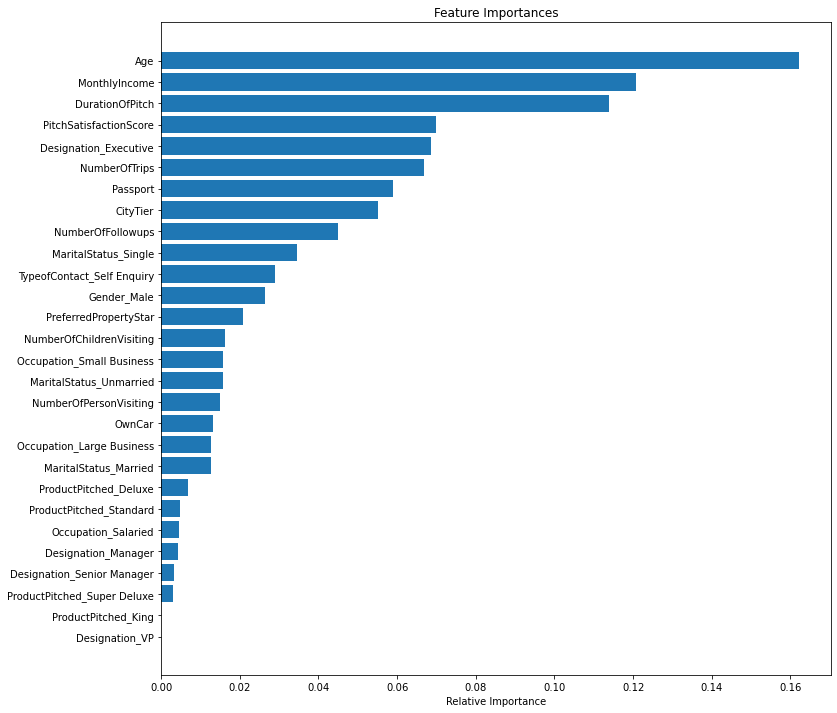 Feature Importances
Age
MonthlyIncome
DurationOfPitch
PitchSatisfactionScore
Designation_Executive
NumberOfTrips
Passport
CityTier
NumberOfFollowups
MaritalStatus_Single
TypeofContact_Self Enquiry
Gender_Male
PreferredPropertyStar
NumberOfChildrenVisiting
Occupation_Small Business
MaritalStatus_Unmarried
NumberOfPersonVisiting
OwnCar
Occupation_Large Business
MaritalStatus_Married
ProductPitched_Deluxe
ProductPitched_Standard
Occupation_Salaried
Designation_Manager
Designation_Senior Manager
ProductPitched_Super Deluxe
ProductPitched_King
Designation_VP
0.00 0.02 0.04 0.06 0.08 0.10 0.12 0.14 0.16
Relative Importance